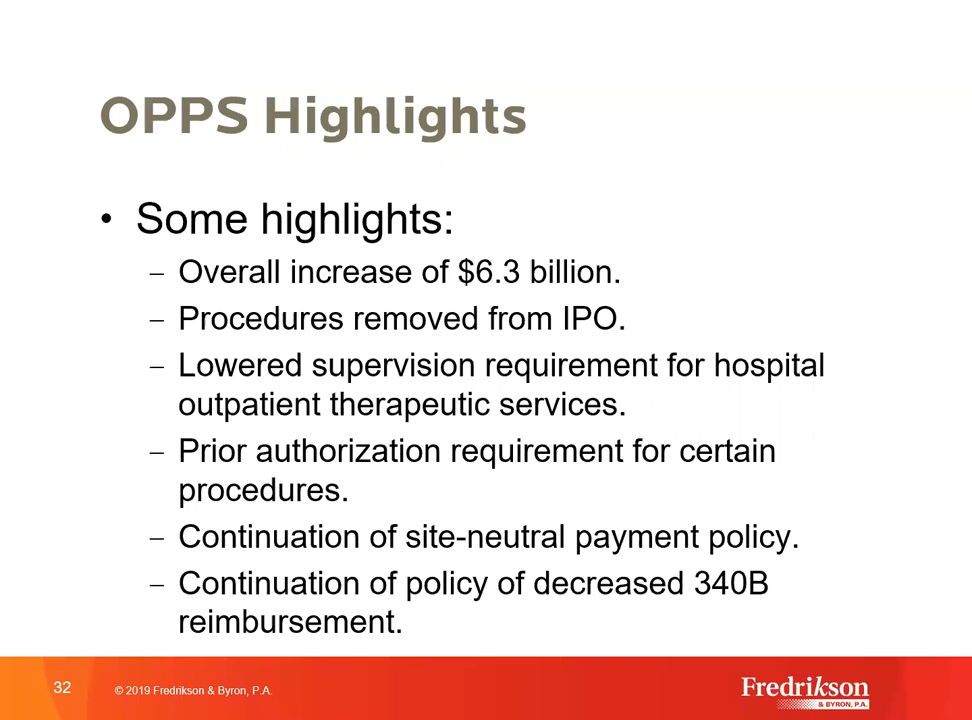 OPPS Highlights
• Some highlights:
– Overall increase of $6.3 billion.
– Procedures removed from IPO.
– Lowered supervision requirement for hospital
outpatient therapeutic services.
– Prior authorization requirement for certain
procedures.
– Continuation of site-neutral payment policy.
– Continuation of policy of decreased 340B
reimbursement.
32
© 2019 Fredrikson & Byron, P.A.
Fredrikson
& BYRON, P.A.